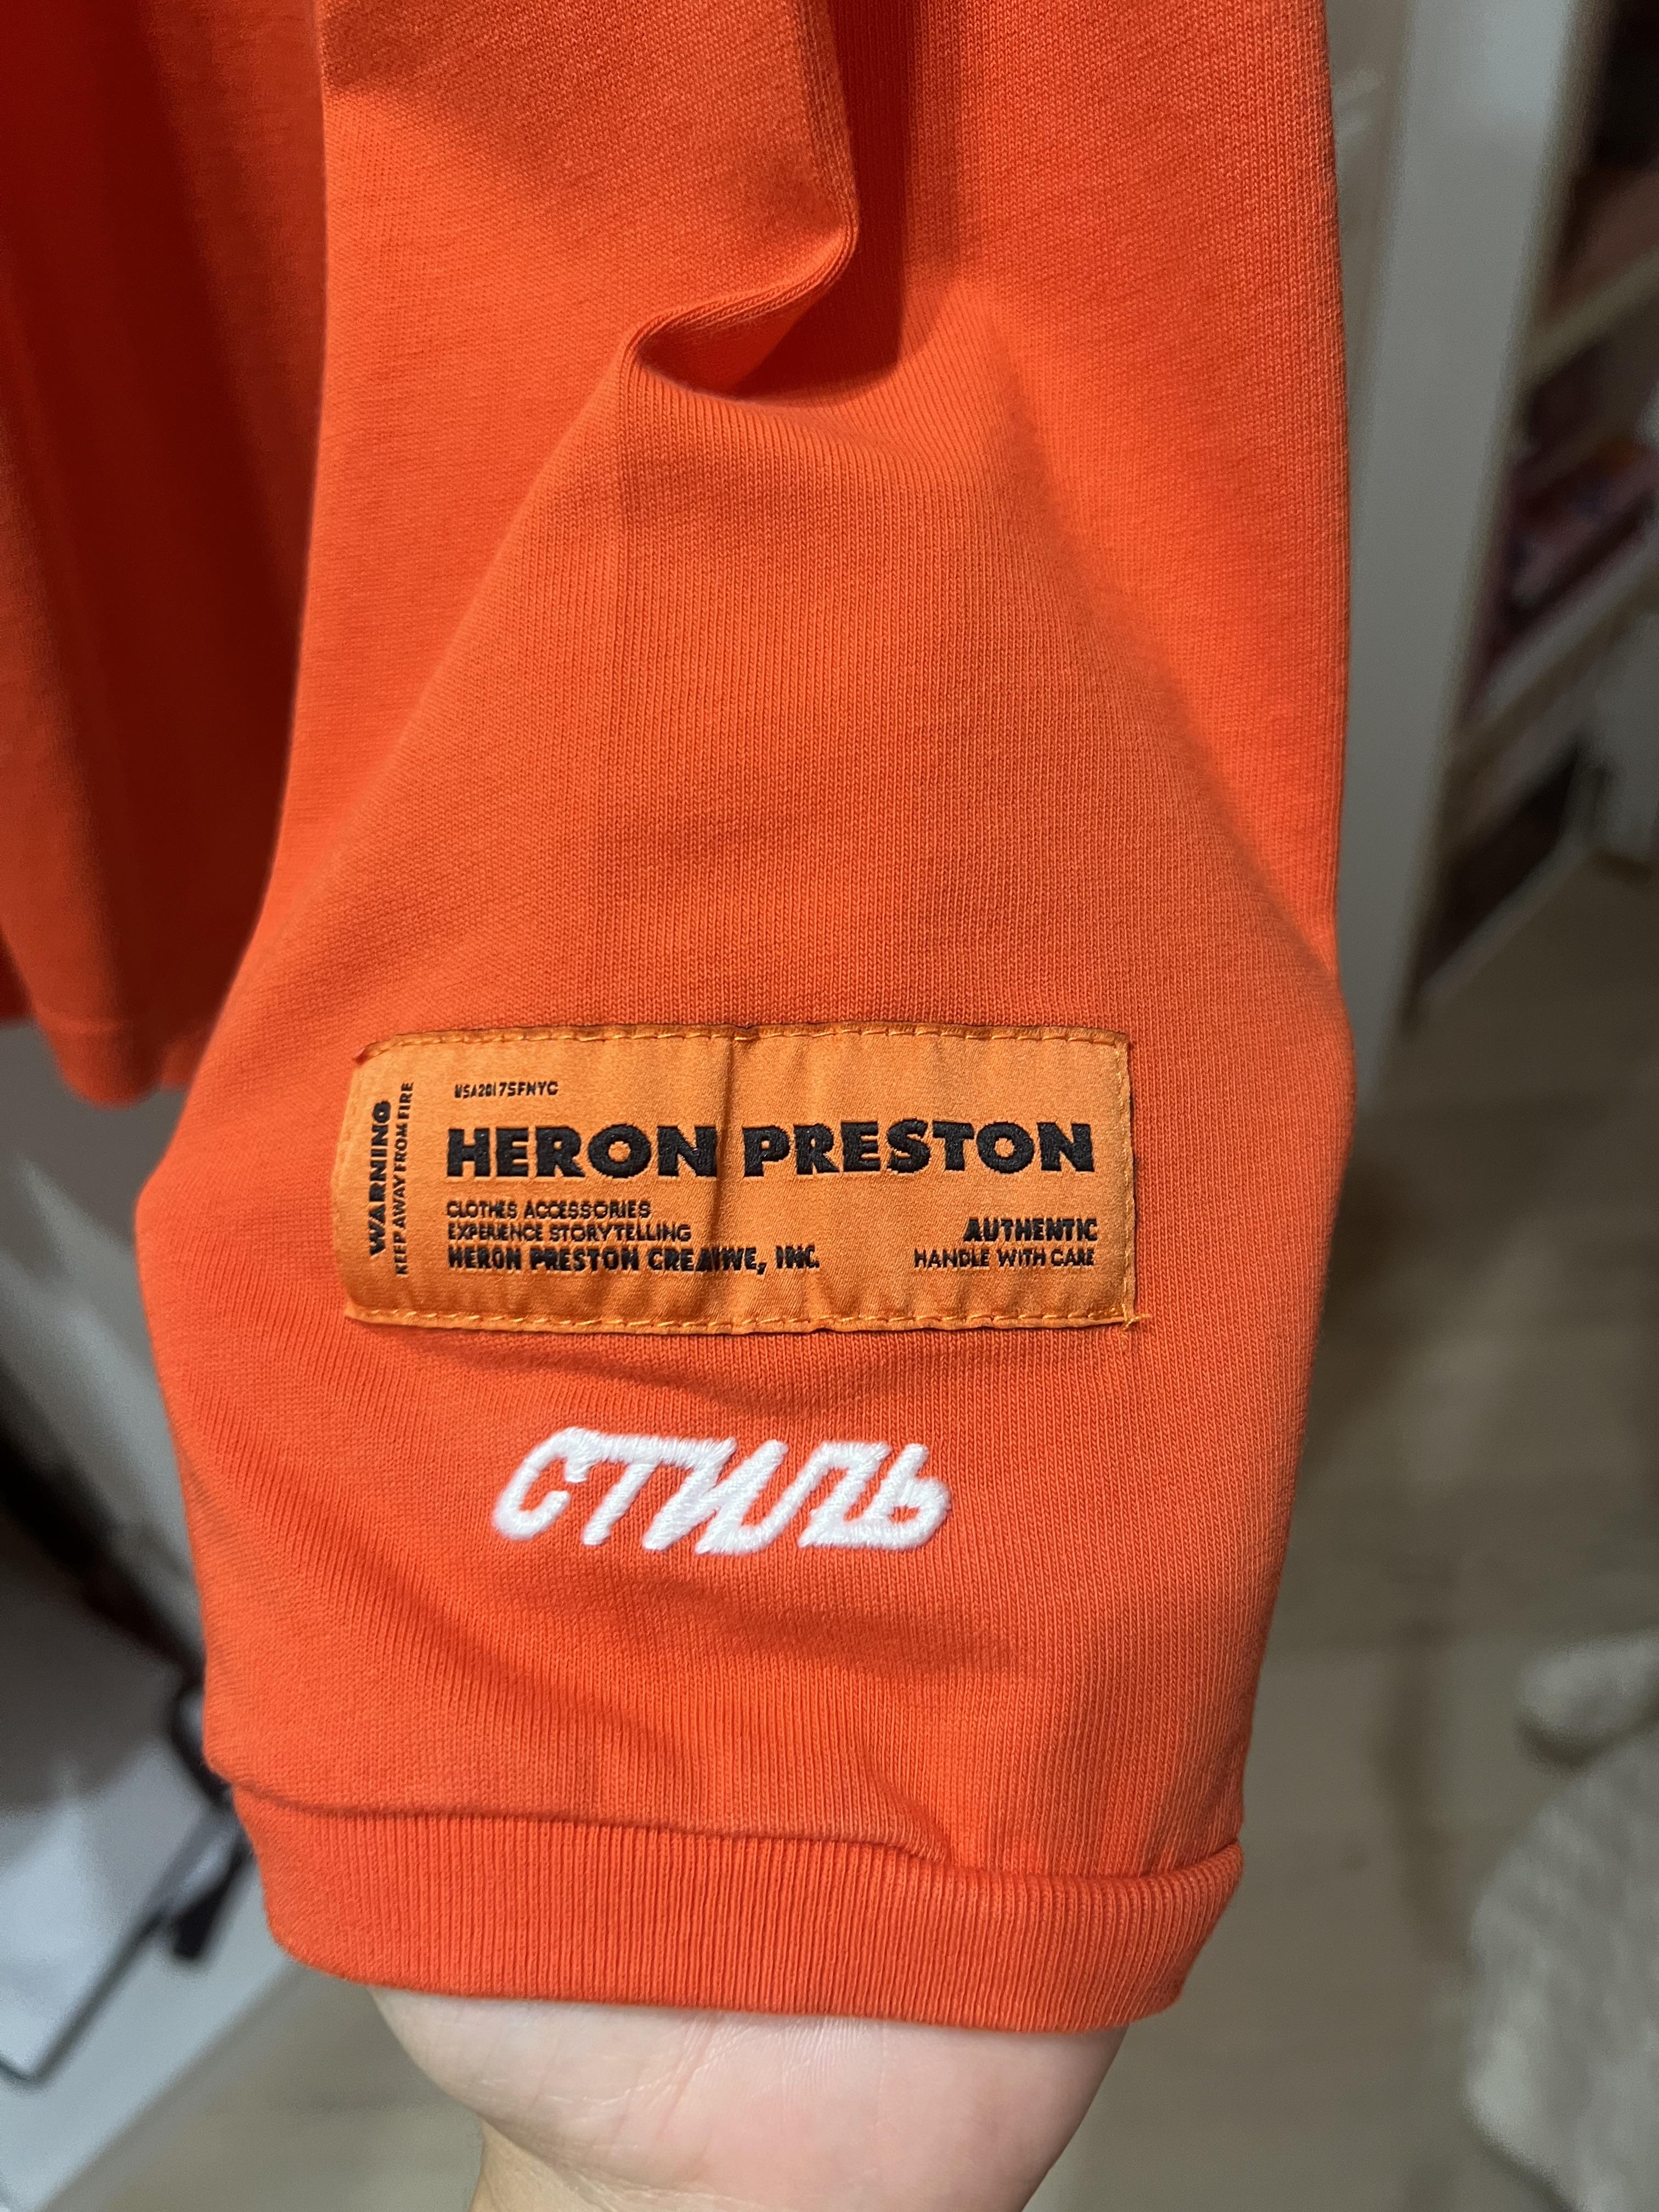 WARNING
KEEP AWAY FROM FIRE
USA2017SFNYC
HERON PRESTON
CLOTHES ACCESSORIES
EXPERIENCE STORYTELLING
HERON PRESTON CREATIVE, INC.
AUTHENTIC
HANDLE WITH CARE
СТИЛЬ